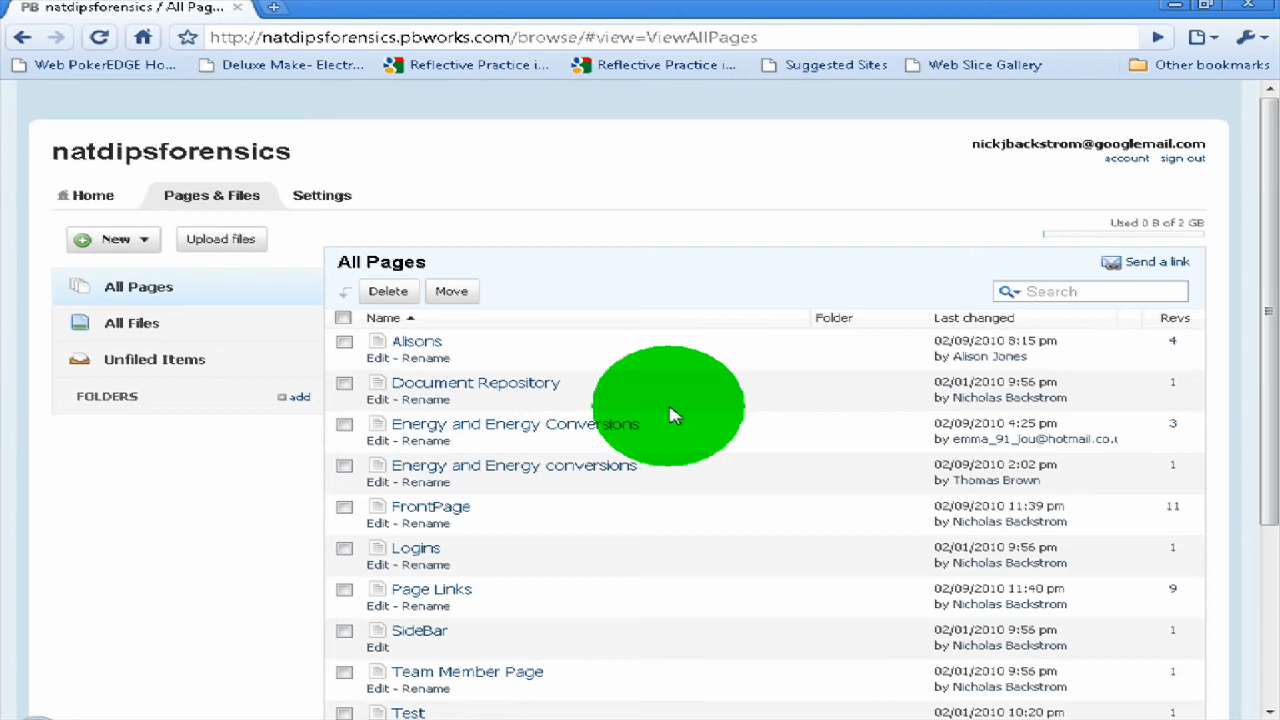 PB natdipsforensics / All Pag...
http://natdipsforensics.pbworks.com/browse/#view=ViewAllPages
Web PokerEDGE Ho... Deluxe Make- Electr... Reflective Practice i... Reflective Practice i... Suggested Sites Web Slice Gallery Other bookmarks
natdipsforensics
nickjbackstrom@googlemail.com
account sign out
Home Pages & Files Settings
Used 0 B of 2 GB
New Upload files
All Pages Send a link
All Pages
Delete Move Search
Name Folder Last changed Revs
All Files
Alisons 02/09/2010 8:15 pm 4
Edit - Rename by Alison Jones
Unfiled Items
Document Repository 02/01/2010 9:56 pm 1
Edit - Rename by Nicholas Backstrom
FOLDERS add
Energy and Energy Conversions 02/09/2010 4:25 pm 3
Edit - Rename by emma_91_lou@hotmail.co.u
Energy and Energy conversions 02/09/2010 2:02 pm 1
Edit - Rename by Thomas Brown
FrontPage 02/09/2010 11:39 pm 11
Edit - Rename by Nicholas Backstrom
Logins 02/01/2010 9:56 pm 1
Edit - Rename by Nicholas Backstrom
Page Links 02/09/2010 11:40 pm 9
Edit - Rename by Nicholas Backstrom
SideBar 02/01/2010 9:56 pm 1
Edit by Nicholas Backstrom
Team Member Page 02/01/2010 9:56 pm 1
Edit - Rename by Nicholas Backstrom
Test 02/01/2010 10:20 pm 1